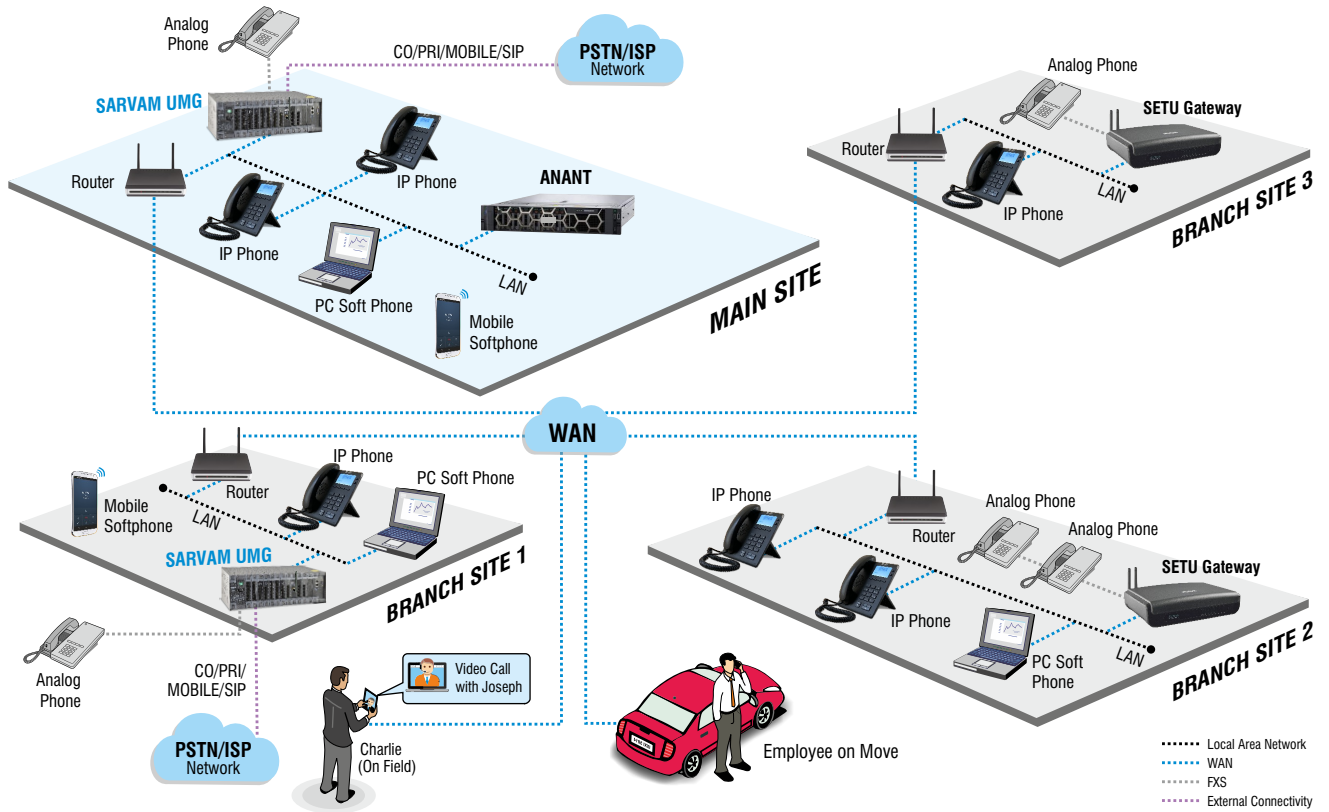 Analog
Phone
CO/PRI/MOBILE/SIP
PSTN/ISP
Network
SARVAM UMG
Router
IP Phone
IP Phone
ANANT
PC Soft Phone
LAN
Mobile
Softphone
MAIN SITE
Analog Phone
SETU Gateway
Router
IP Phone
LAN
BRANCH SITE 3
WAN
Mobile
Softphone
Router
LAN
IP Phone
PC Soft Phone
SARVAM UMG
BRANCH SITE 1
Analog
Phone
CO/PRI/
MOBILE/SIP
PSTN/ISP
Network
Video Call
with Joseph
Charlie
(On Field)
Employee on Move
IP Phone
Router
Analog Phone
Analog Phone
SETU Gateway
IP Phone
PC Soft
Phone
LAN
BRANCH SITE 2
Local Area Network
WAN
FXS
External Connectivity